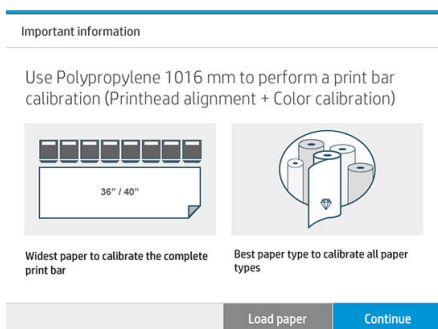 Important information
Use Polypropylene 1016 mm to perform a print bar
calibration (Printhead alignment + Color calibration)
36" / 40"
Widest paper to calibrate the complete
print bar
Best paper type to calibrate all paper
types
Load paper
Continue